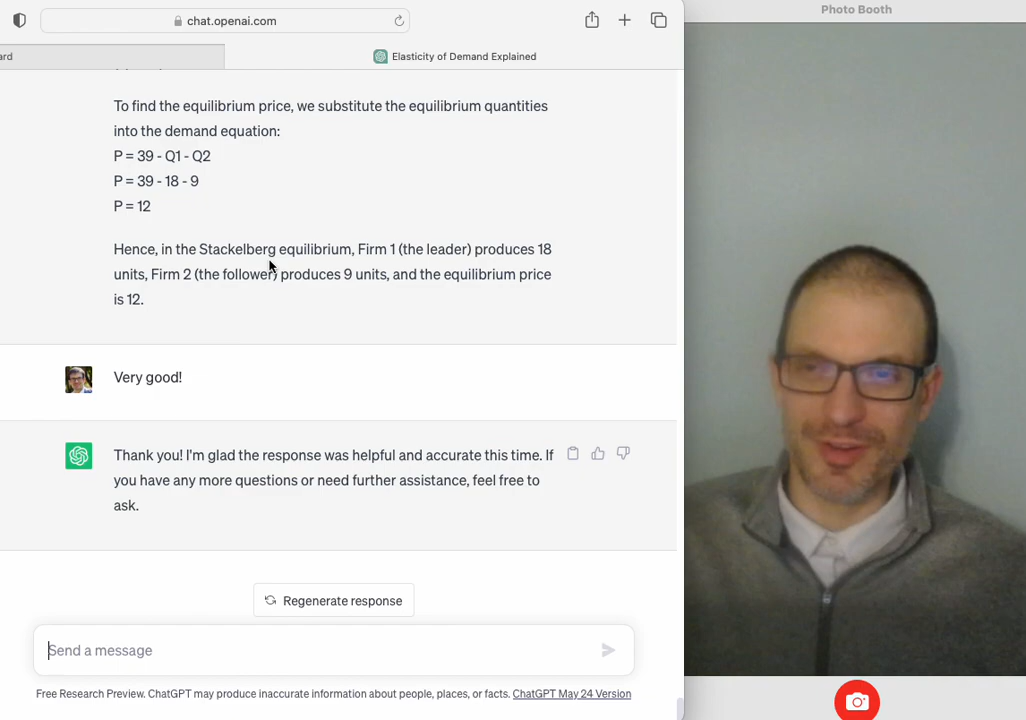 Photo Booth
chat.openai.com
ard
Elasticity of Demand Explained
To find the equilibrium price, we substitute the equilibrium quantities
into the demand equation:
P = 39 - Q1 - Q2
P = 39 - 18 - 9
P = 12
Hence, in the Stackelberg equilibrium, Firm 1 (the leader) produces 18
units, Firm 2 (the follower) produces 9 units, and the equilibrium price
is 12.
Very good!
Thank you! I'm glad the response was helpful and accurate this time. If
you have any more questions or need further assistance, feel free to
ask.
Regenerate response
Send a message
Free Research Preview. ChatGPT may produce inaccurate information about people, places, or facts. ChatGPT May 24 Version